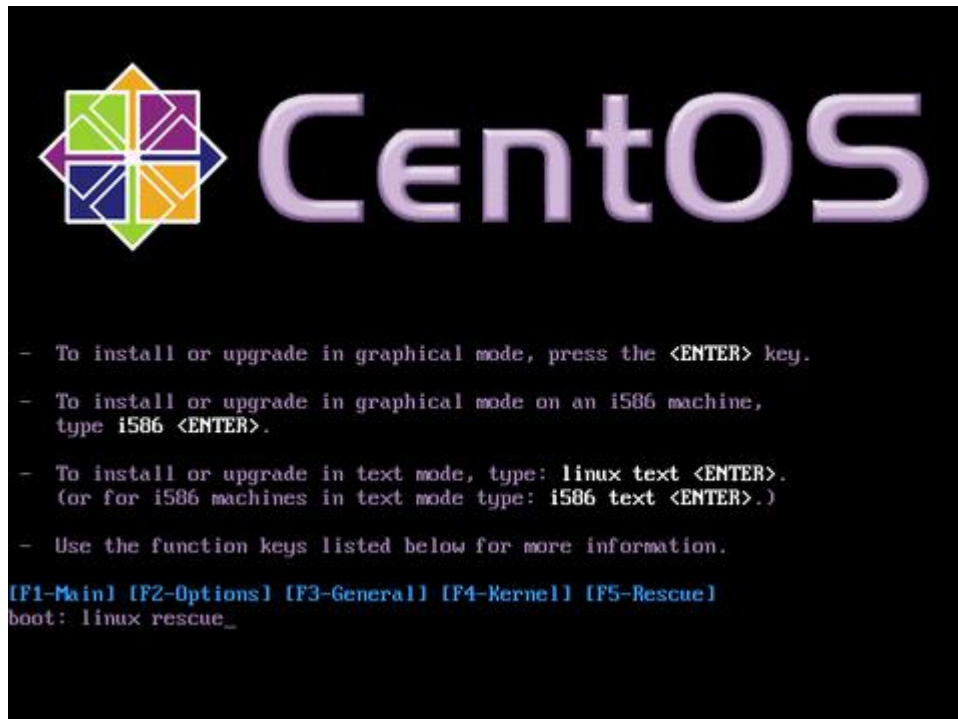 CentOS
- To install or upgrade in graphical mode, press the <ENTER> key.
- To install or upgrade in graphical mode on an i586 machine,
type i586 <ENTER>.
- To install or upgrade in text mode, type: linux text <ENTER>.
(or for i586 machines in text mode type: i586 text <ENTER>.)
- Use the function keys listed below for more information.
[F1-Main] [F2-Options] [F3-General] [F4-Kernel] [F5-Rescue]
boot: linux rescue_